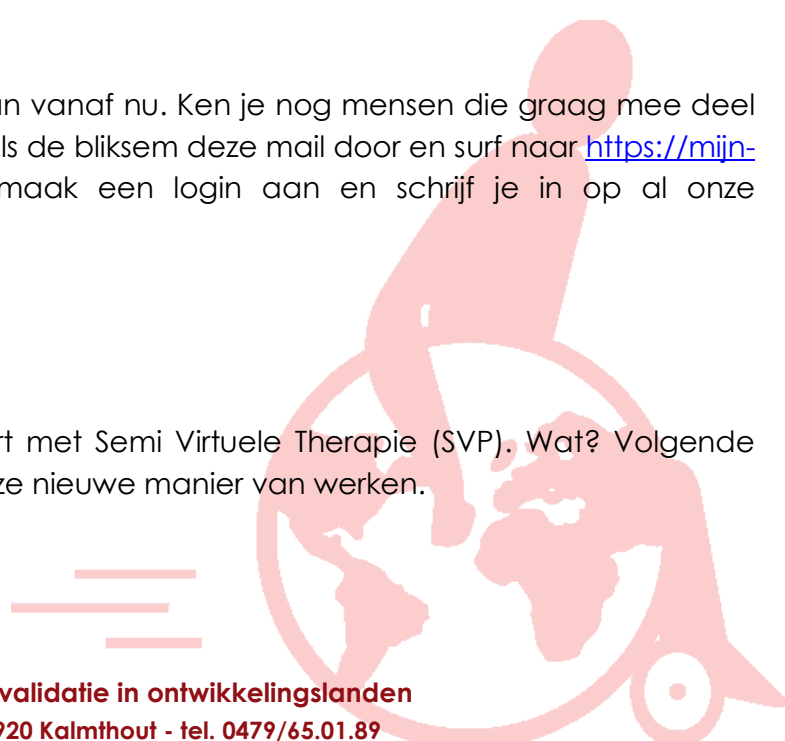 an vanaf nu. Ken je nog mensen die graag mee deel
ls de bliksem deze mail door en surf naar https://mijn-
maak een login aan en schrijf je in op al onze
rt met Semi Virtuele Therapie (SVP). Wat? Volgende
ze nieuwe manier van werken.
validatie in ontwikkelingslanden
920 Kalmthout - tel. 0479/65.01.89